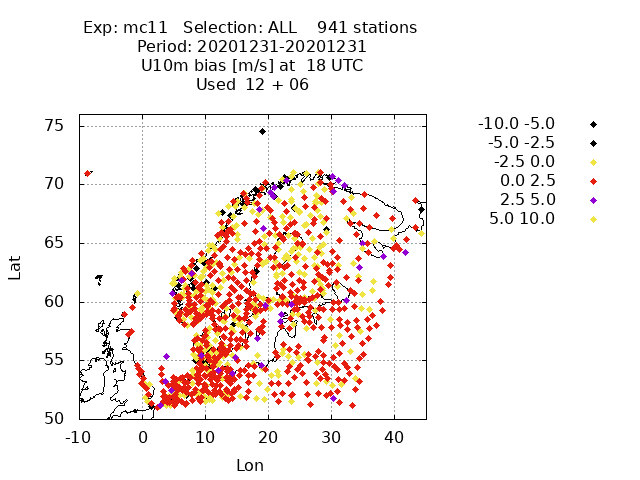 Exp: mc11 Selection: ALL 941 stations
Period: 20201231-20201231
U10m bias [m/s] at 18 UTC
Used 12 + 06
-10.0 -5.0
-5.0 -2.5
-2.5 0.0
0.0 2.5
2.5 5.0
5.0 10.0
75
70
65
60
55
50
Lat
-10 0 10 20 30 40
Lon